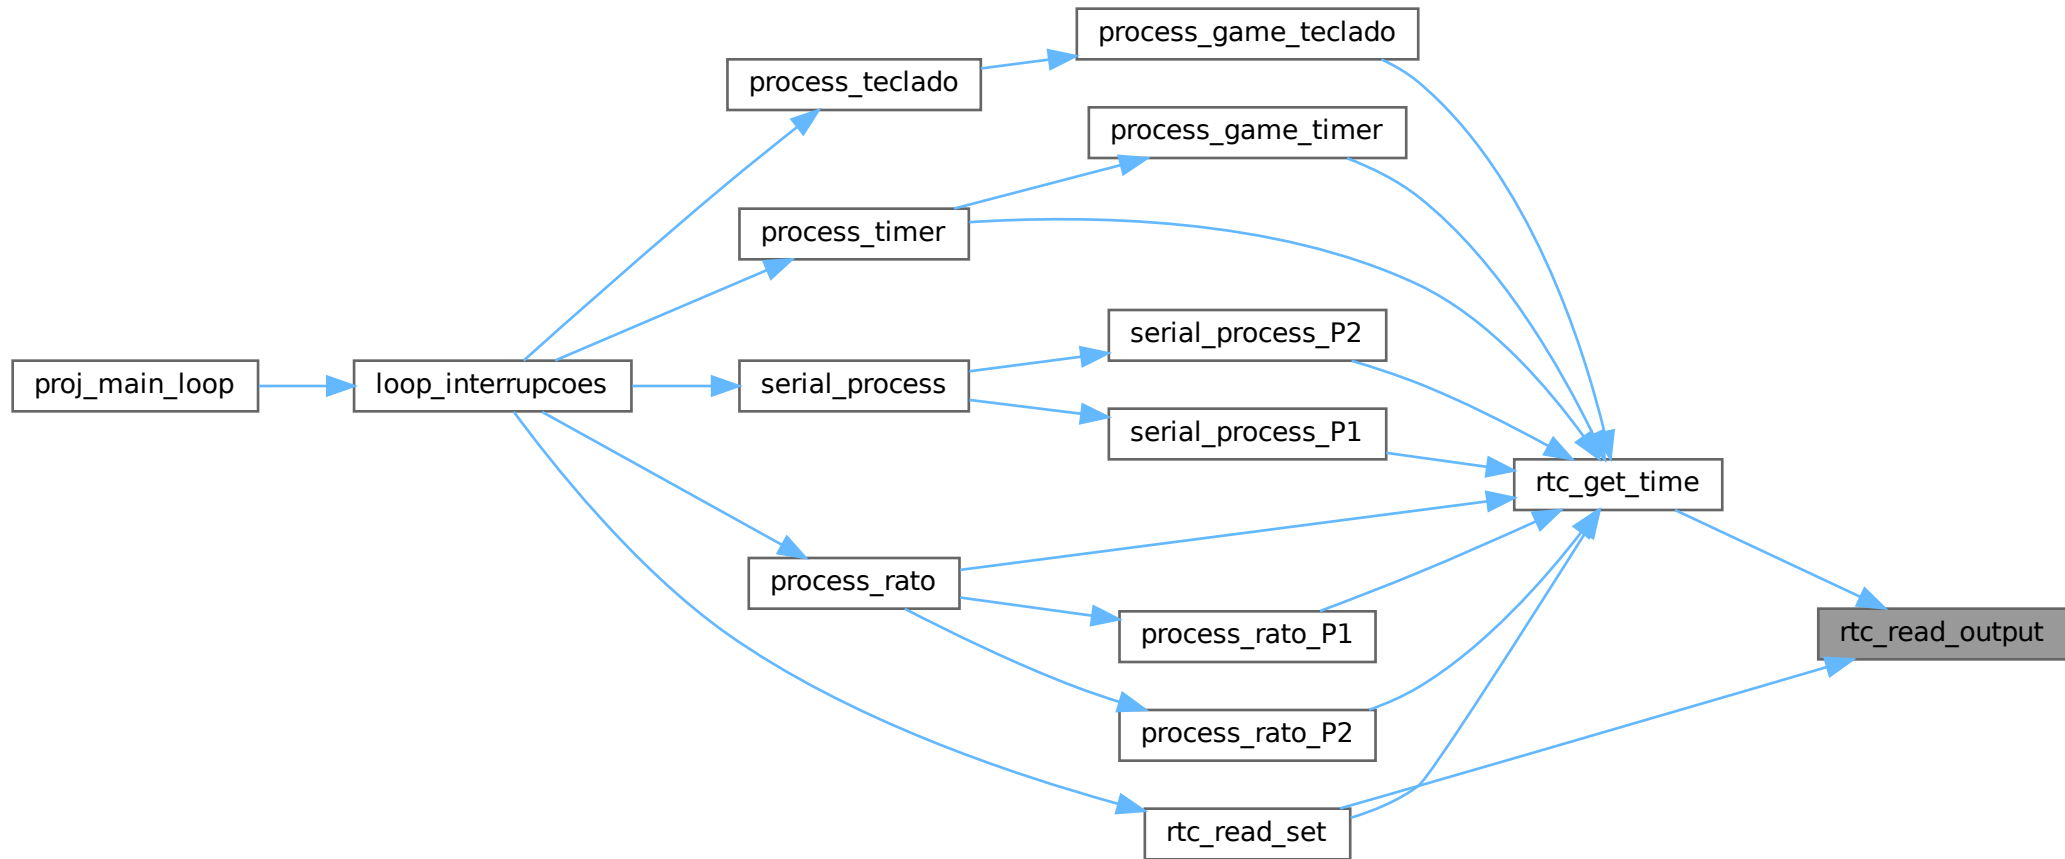 process_game_teclado
process_teclado
process_game_timer
process_timer
serial_process_P2
proj_main_loop
loop_interrupcoes
serial_process
serial_process_P1
rtc_get_time
process_rato
process_rato_P1
rtc_read_output
process_rato_P2
rtc_read_set